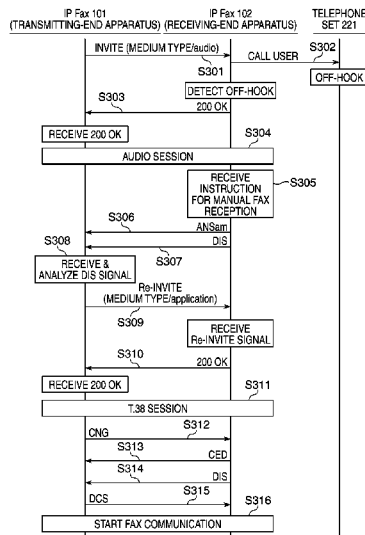 IP Fax 101
(TRANSMITTING-END APPARATUS)
IP Fax 102
(RECEIVING-END APPARATUS)
TELEPHONE
SET 221
INVITE (MEDIUM TYPE/audio)
S301
CALL USER
S302
OFF-HOOK
DETECT OFF-HOOK
S303
200 OK
RECEIVE 200 OK
S304
AUDIO SESSION
RECEIVE
INSTRUCTION
FOR MANUAL FAX
RECEPTION
S305
S306
ANSam
DIS
S307
S308
RECEIVE &
ANALYZE DIS SIGNAL
Re-INVITE
(MEDIUM TYPE/application)
S309
RECEIVE
Re-INVITE SIGNAL
S310
200 OK
RECEIVE 200 OK
S311
T.38 SESSION
CNG
S312
S313
CED
S314
DIS
DCS
S315
S316
START FAX COMMUNICATION